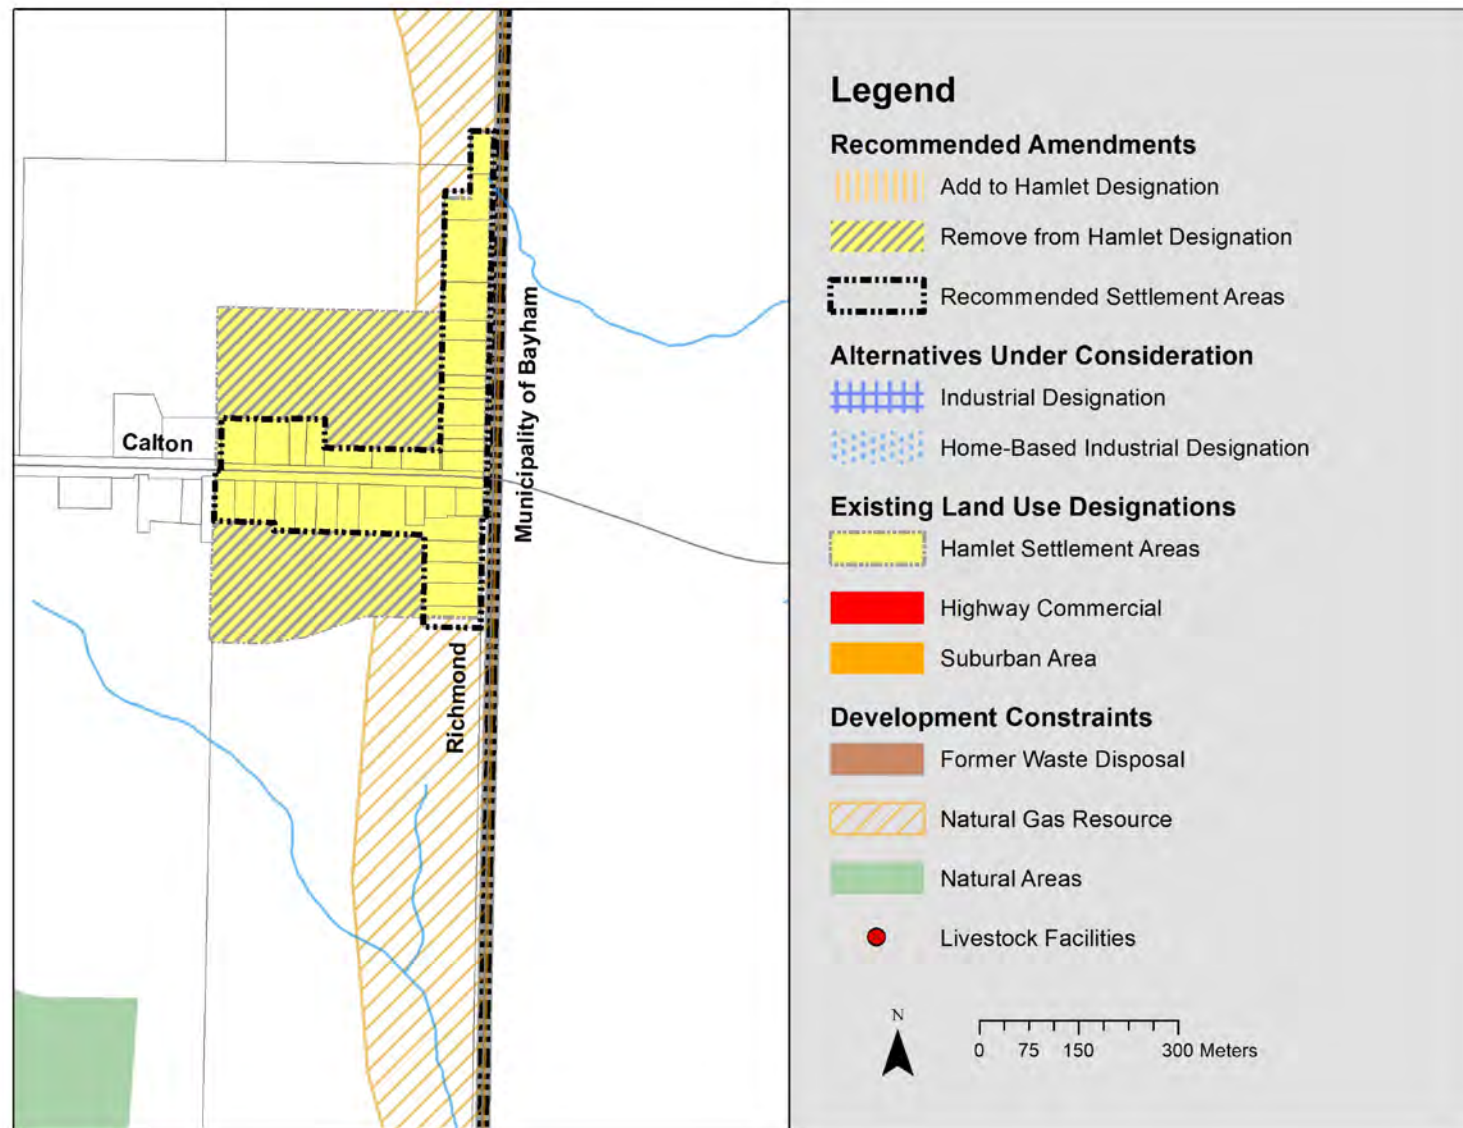 Calton
Municipality of Bayham
Richmond
Legend
Recommended Amendments
Add to Hamlet Designation
Remove from Hamlet Designation
Recommended Settlement Areas
Alternatives Under Consideration
Industrial Designation
Home-Based Industrial Designation
Existing Land Use Designations
Hamlet Settlement Areas
Highway Commercial
Suburban Area
Development Constraints
Former Waste Disposal
Natural Gas Resource
Natural Areas
Livestock Facilities
N
0 75 150 300 Meters